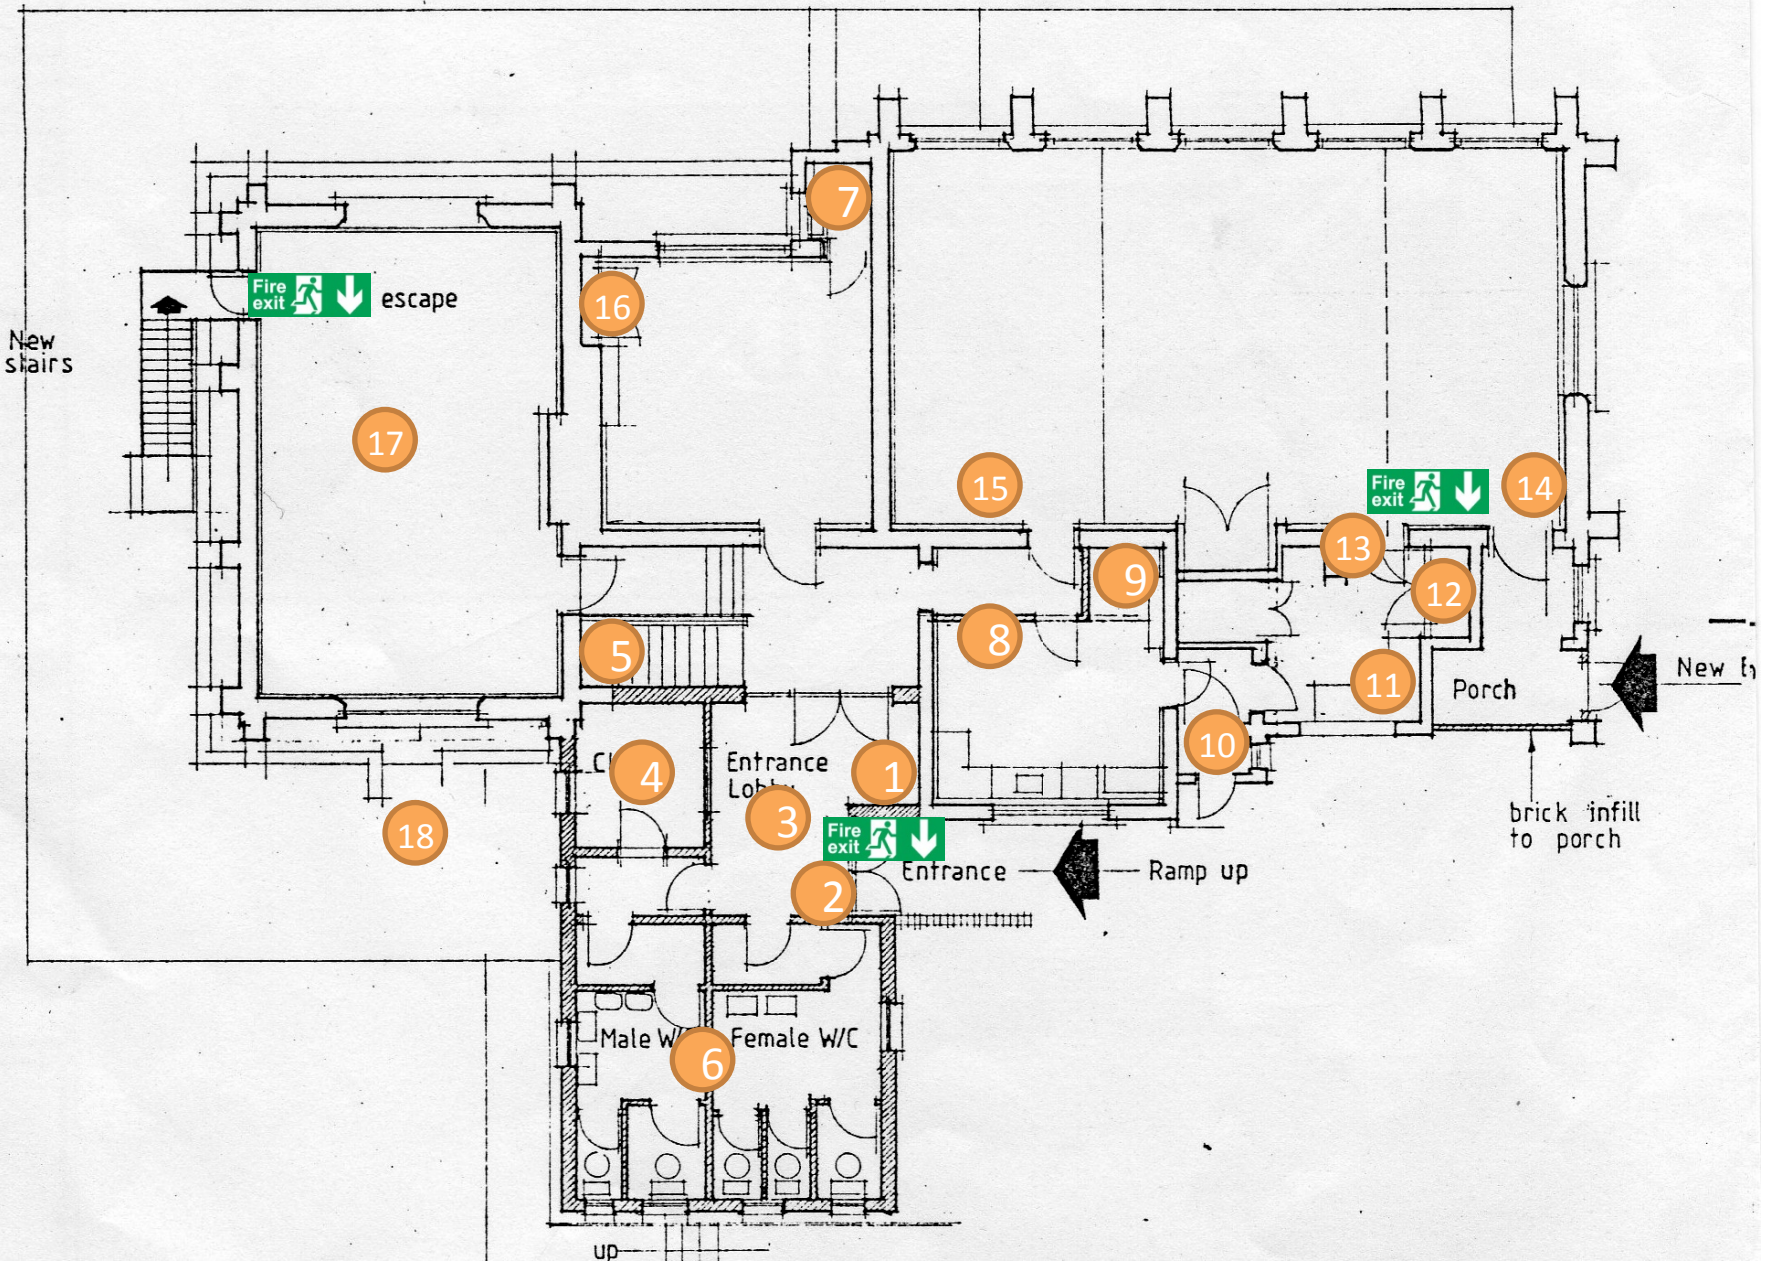 7
16
Fire
exit
escape
New
stairs
17
15
Fire
exit
14
13
9
12
8
5
11
Porch
New
10
Entrance
Lobby
4
1
3
18
Fire
exit
brick infill
to porch
Entrance
Ramp up
2
Male
Female W/C
6
up